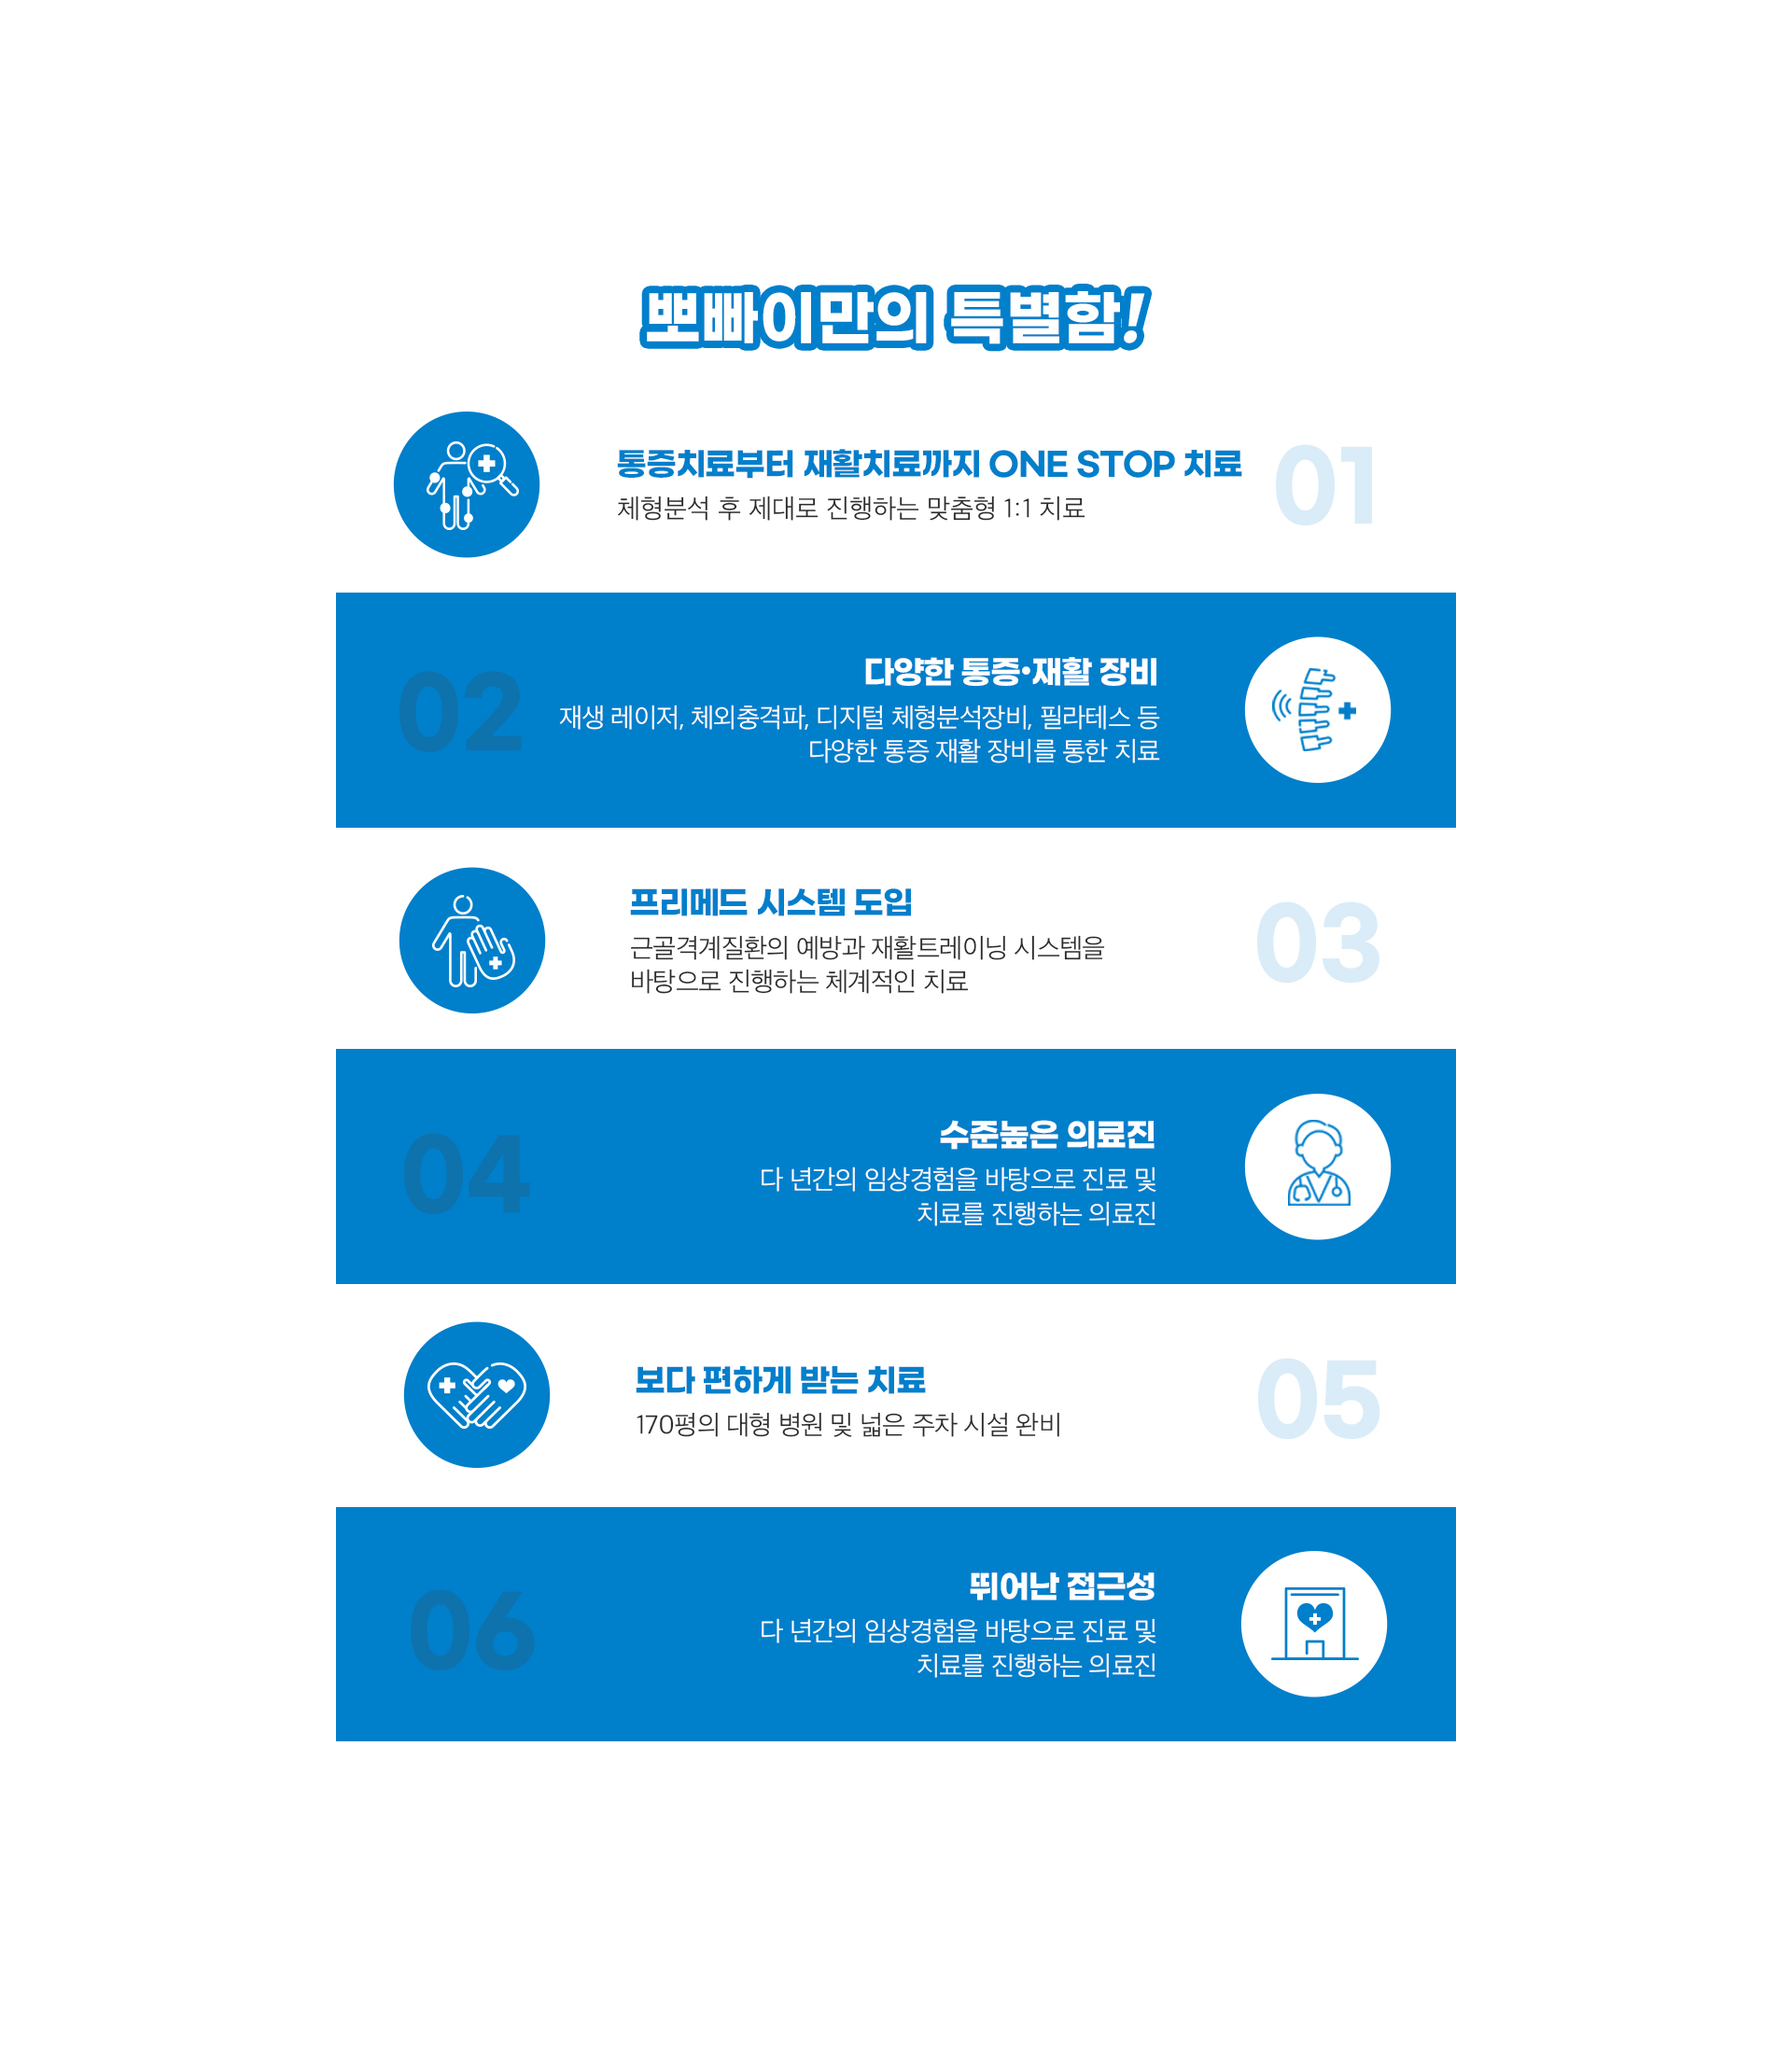 뽀빠이만의 특별함!
통증치료부터 재활치료까지 ONE STOP 치료
체형분석 후 제대로 진행하는 맞춤형 1:1 치료
01
02
다양한 통증•재활 장비
재생 레이저, 체외충격파, 디지털 체형분석장비, 필라테스 등
다양한 통증 재활 장비를 통한 치료
프리메드 시스템 도입
근골격계질환의 예방과 재활트레이닝 시스템을
바탕으로 진행하는 체계적인 치료
03
04
수준높은 의료진
다 년간의 임상경험을 바탕으로 진료 및
치료를 진행하는 의료진
보다 편하게 받는 치료
170평의 대형 병원 및 넓은 주차 시설 완비
05
06
뛰어난 접근성
다 년간의 임상경험을 바탕으로 진료 및
치료를 진행하는 의료진